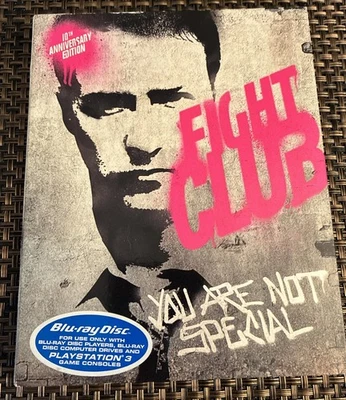 10TH
ANNIVERSARY
EDITION
FIGHT
CLUB
YOU ARE NOT
SPECIAL
Blu-ray Disc
FOR USE ONLY WITH
BLU-RAY DISC PLAYERS, BLU-RAY
DISC COMPUTER DRIVES AND
PLAYSTATION 3
GAME CONSOLES